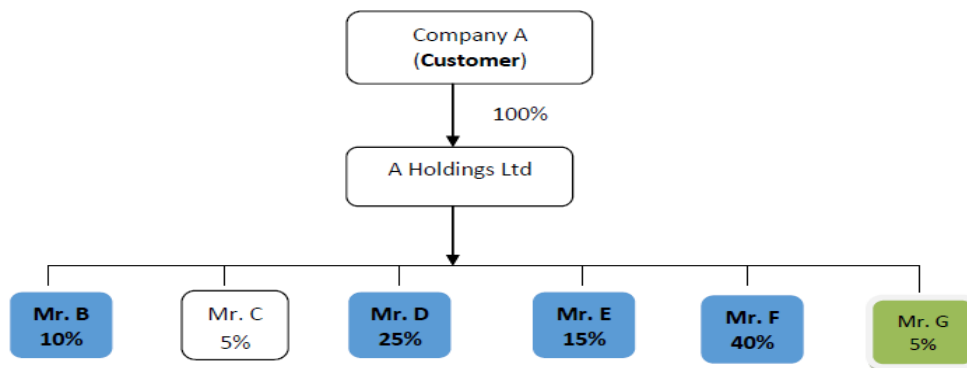 Company A
(Customer)
100%
A Holdings Ltd
Mr. B
10%
Mr. C
5%
Mr. D
25%
Mr. E
15%
Mr. F
40%
Mr. G
5%